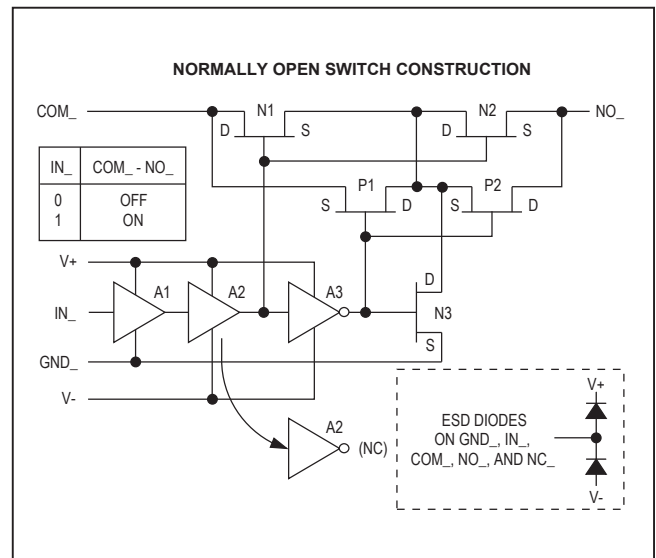 NORMALLY OPEN SWITCH CONSTRUCTION
COM_
N1
N2
NO_
D
S
D
S
IN_ COM_ - NO_
0 OFF
1 ON
P1
P2
S
D
S
D
V+
A1
A2
A3
D
IN_
N3
S
GND_
V-
A2
(NC)
V+
ESD DIODES
ON GND_, IN_,
COM_, NO_, AND NC_
V-